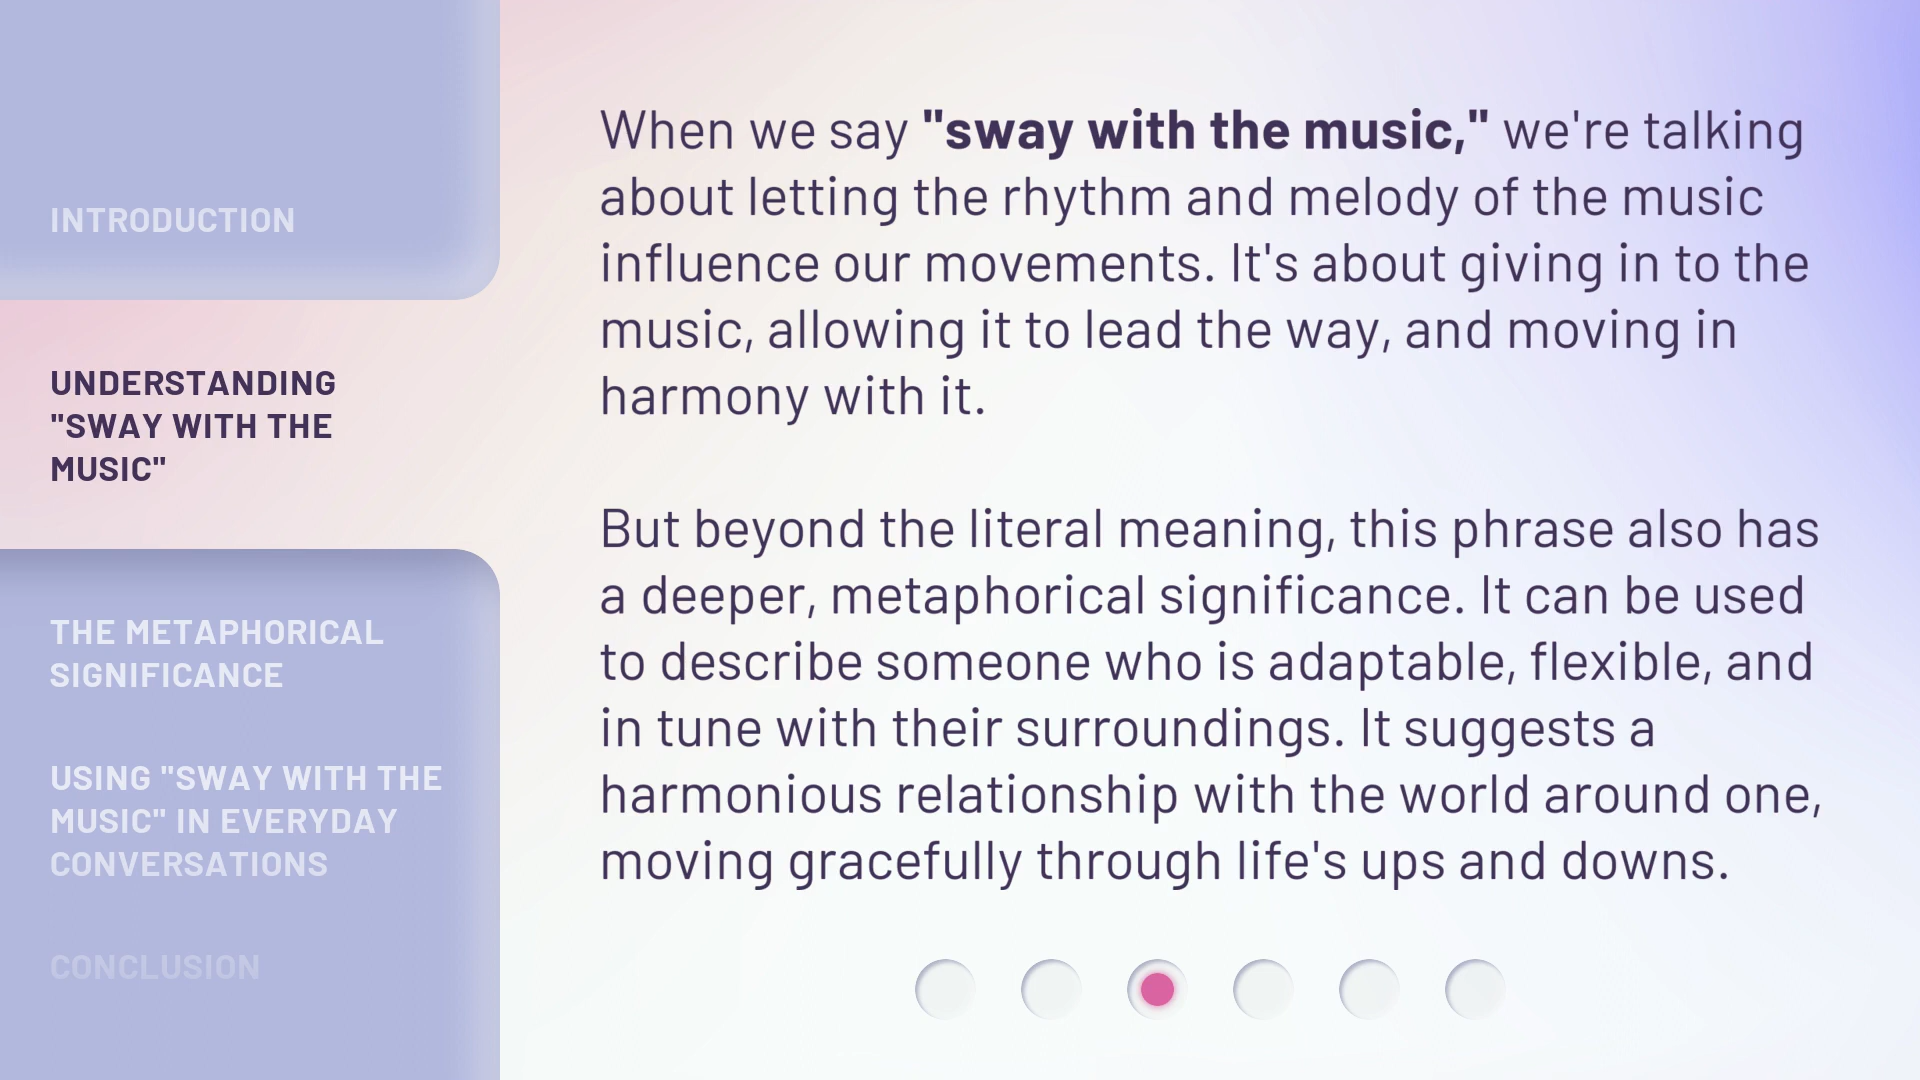 INTRODUCTION
UNDERSTANDING
"SWAY WITH THE
MUSIC"
THE METAPHORICAL
SIGNIFICANCE
USING "SWAY WITH THE
MUSIC" IN EVERYDAY
CONVERSATIONS
CONCLUSION
When we say "sway with the music," we're talking
about letting the rhythm and melody of the music
influence our movements. It's about giving in to the
music, allowing it to lead the way, and moving in
harmony with it.
But beyond the literal meaning, this phrase also has
a deeper, metaphorical significance. It can be used
to describe someone who is adaptable, flexible, and
in tune with their surroundings. It suggests a
harmonious relationship with the world around one,
moving gracefully through life's ups and downs.